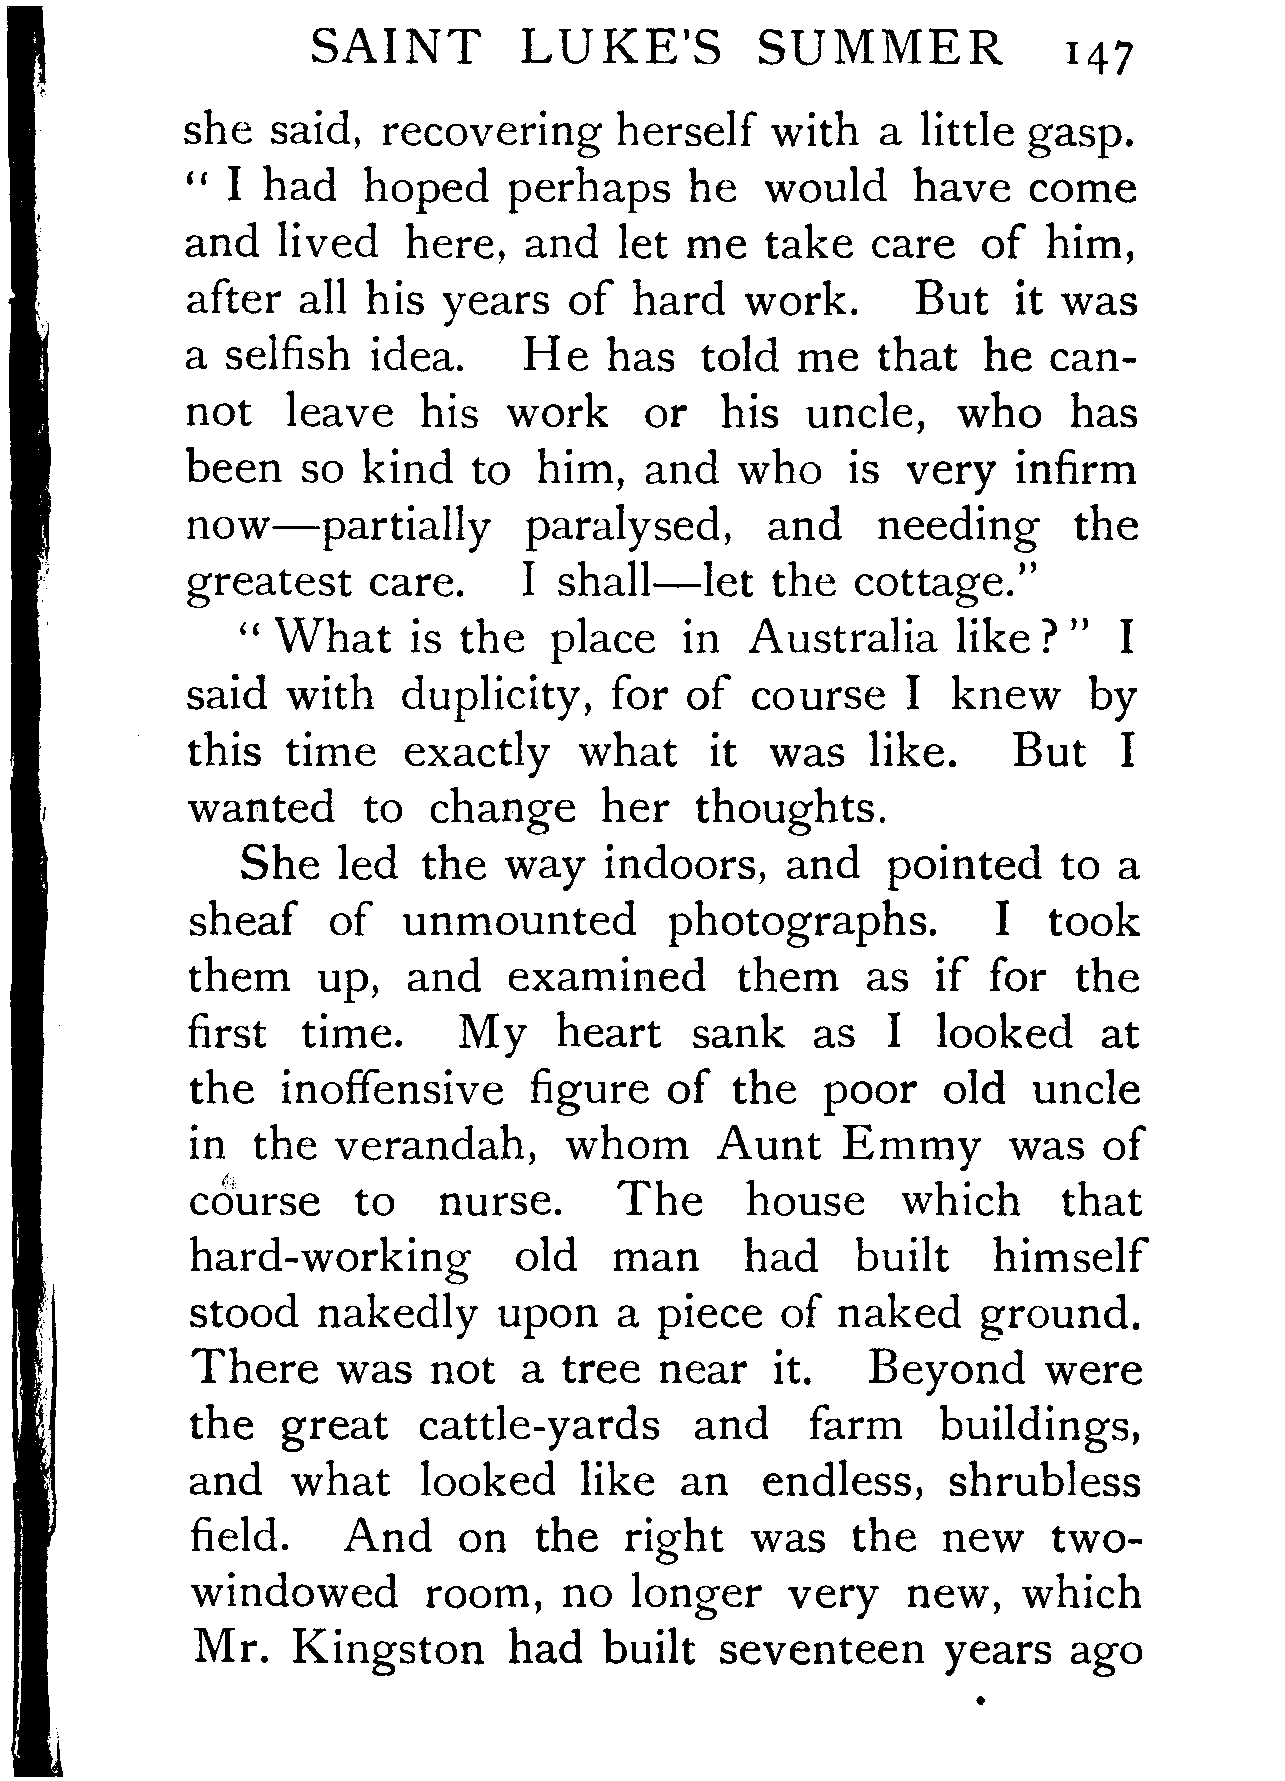 SAINT LUKE'S SUMMER 147
she said, recovering herself with a little gasp.
“ I had hoped perhaps he would have come
and lived here, and let me take care of him,
after all his years of hard work. But it was
a selfish idea. He has told me that he can-
not leave his work or his uncle, who has
been so kind to him, and who is very infirm
now—partially paralysed, and needing the
greatest care. I shall—let the cottage.”
“ What is the place in Australia like ? ” I
said with duplicity, for of course I knew by
this time exactly what it was like. But I
wanted to change her thoughts.
She led the way indoors, and pointed to a
sheaf of unmounted photographs. I took
them up, and examined them as if for the
first time. My heart sank as I looked at
the inoffensive figure of the poor old uncle
in the verandah, whom Aunt Emmy was of
course to nurse. The house which that
hard-working old man had built himself
stood nakedly upon a piece of naked ground.
There was not a tree near it. Beyond were
the great cattle-yards and farm buildings,
and what looked like an endless, shrubless
field. And on the right was the new two-
windowed room, no longer very new, which
Mr. Kingston had built seventeen years ago